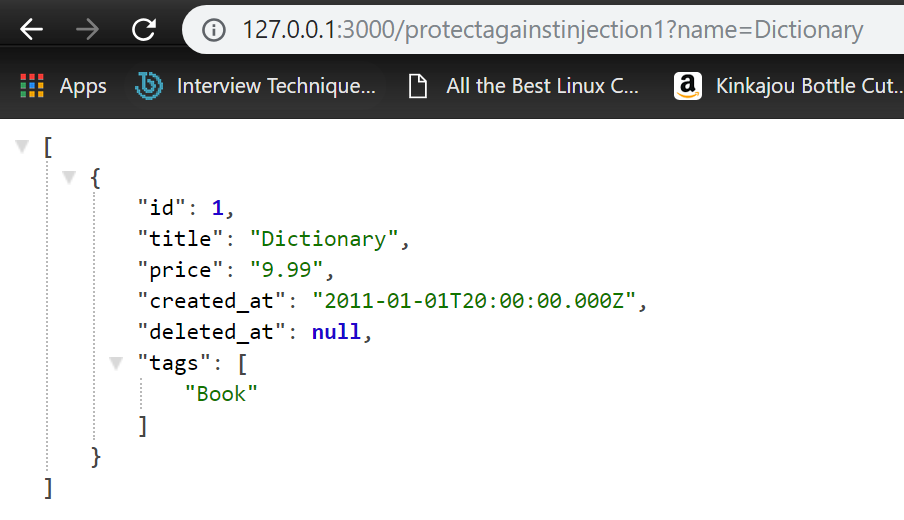 127.0.0.1:3000/protectagainstinjection1?name=Dictionary
Apps Interview Technique... All the Best Linux C... Kinkajou Bottle Cut...
[
{
"id": 1,
"title": "Dictionary",
"price": "9.99",
"created_at": "2011-01-01T20:00:00.000Z",
"deleted_at": null,
"tags": [
"Book"
]
}
]